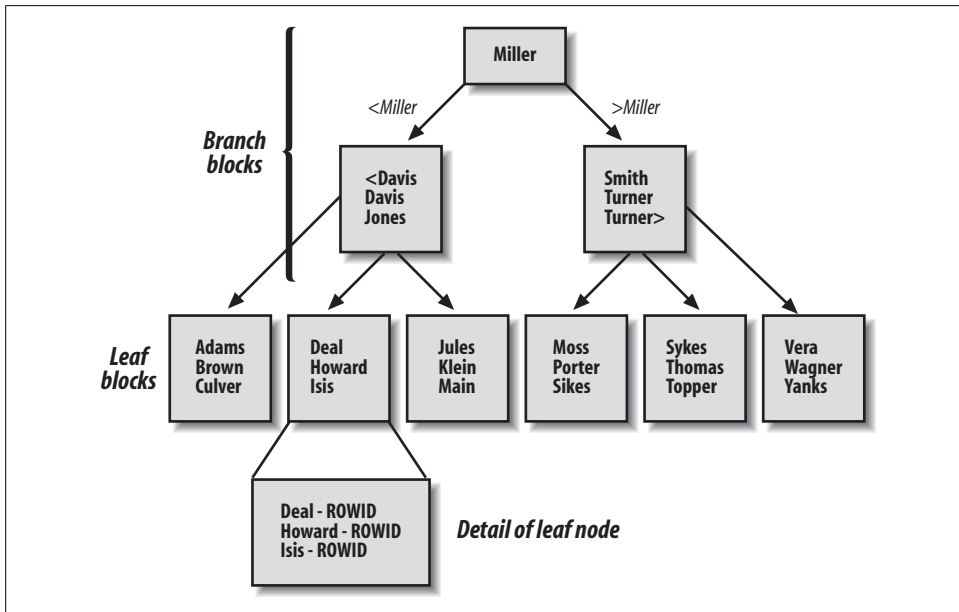 Miller
<Miller
>Miller
Branch
blocks
<Davis
Davis
Jones
Smith
Turner
Turner>
Leaf
blocks
Adams
Brown
Culver
Deal
Howard
Isis
Jules
Klein
Main
Moss
Porter
Sikes
Sykes
Thomas
Topper
Vera
Wagner
Yanks
Deal - ROWID
Howard - ROWID
Isis - ROWID
Detail of leaf node